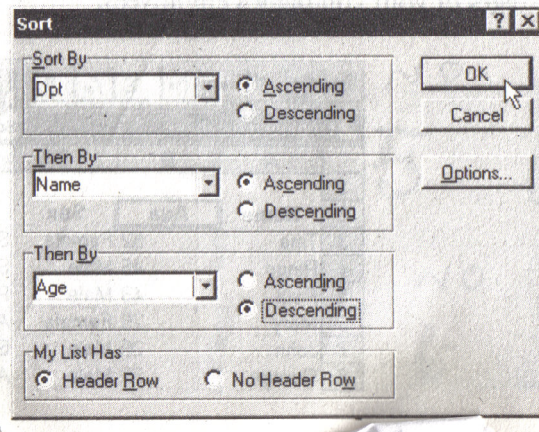 Sort
Sort By
Dpt
Ascending
Descending
OK
Cancel
Then By
Name
Ascending
Descending
Options...
Then By
Age
Ascending
Descending
My List Has
Header Row
No Header Row